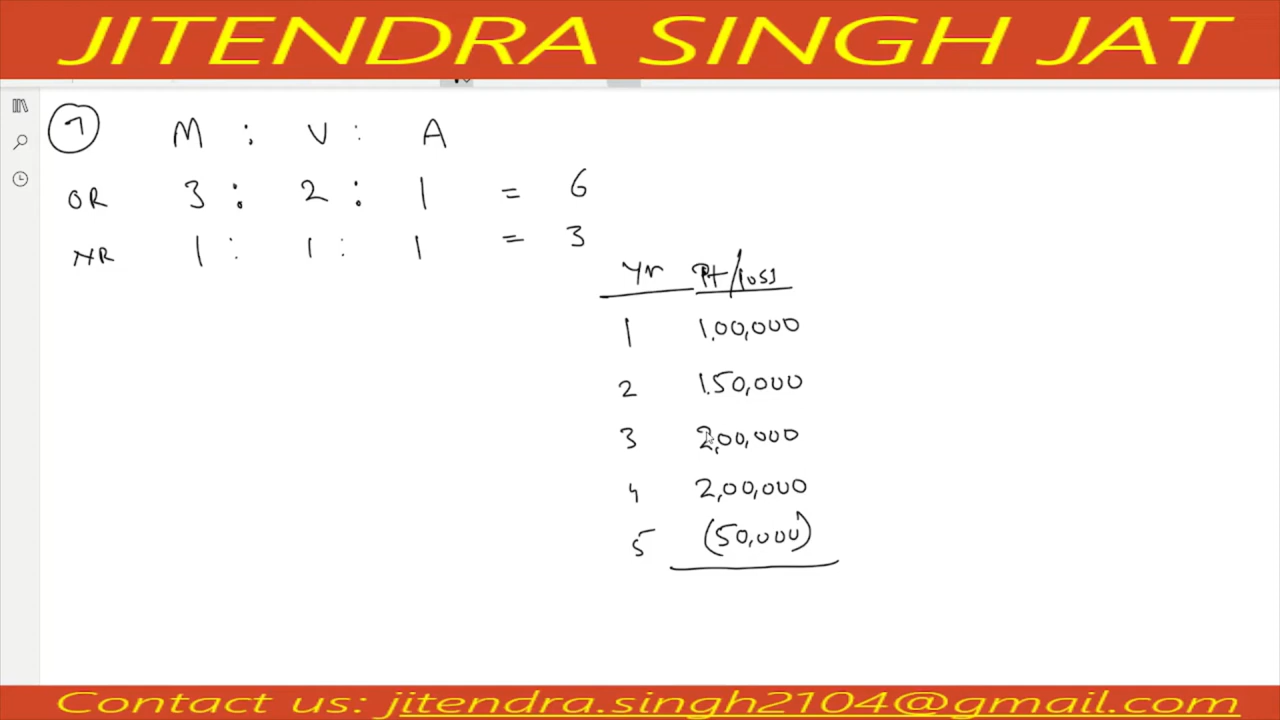 JITENDRA SINGH JAT
7 M : V : A
OR 3 : 2 : 1 = 6
NR 1 : 1 : 1 = 3
Yr Pt/loss
1 1,00,000
2 1,50,000
3 2,00,000
4 2,00,000
5 (50,000)
Contact us: jitendra.singh2104@gmail.com